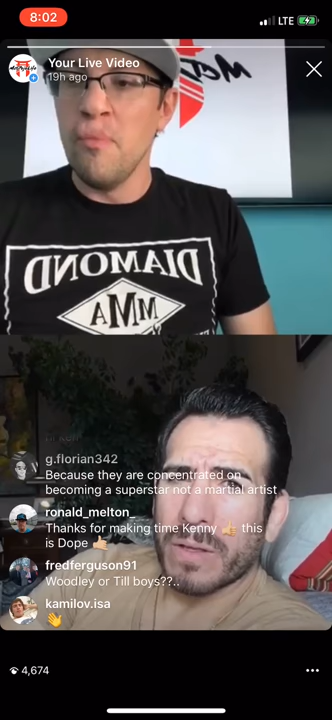 8:02
LTE
Your Live Video
19h ago
DIAMOND
MMA
g.florian342
Because they are concentrated on
becoming a superstar not a martial artist
ronald_melton_
Thanks for making time Kenny 👍🏼 this
is Dope 🤙🏼
fredferguson91
Woodley or Till boys??..
kamilov.isa
👋
4,674